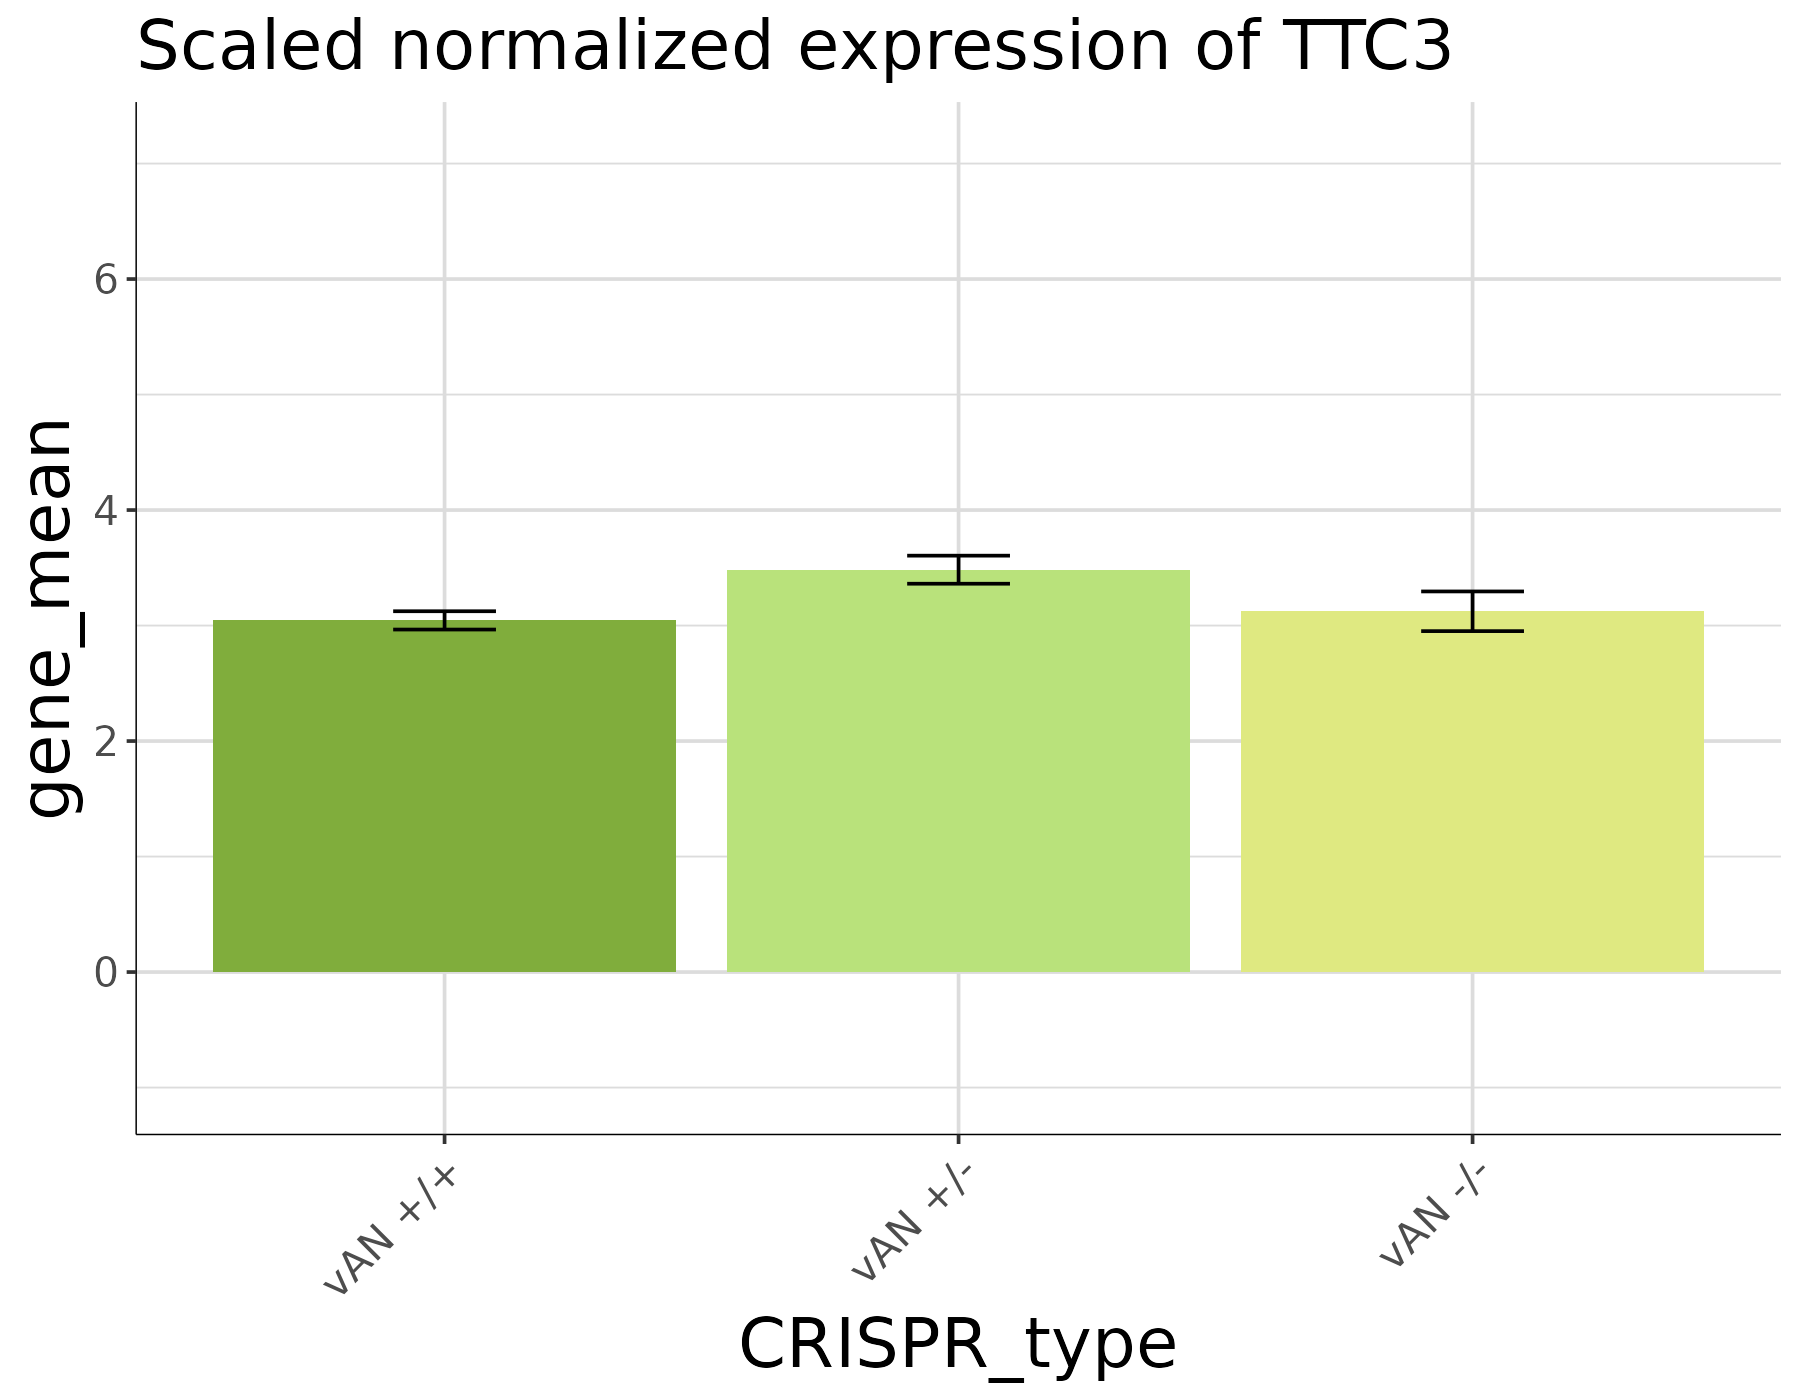 Scaled normalized expression of TTC3
gene_mean
6
4
2
0
vAN +/+
vAN +/-
vAN -/-
CRISPR_type